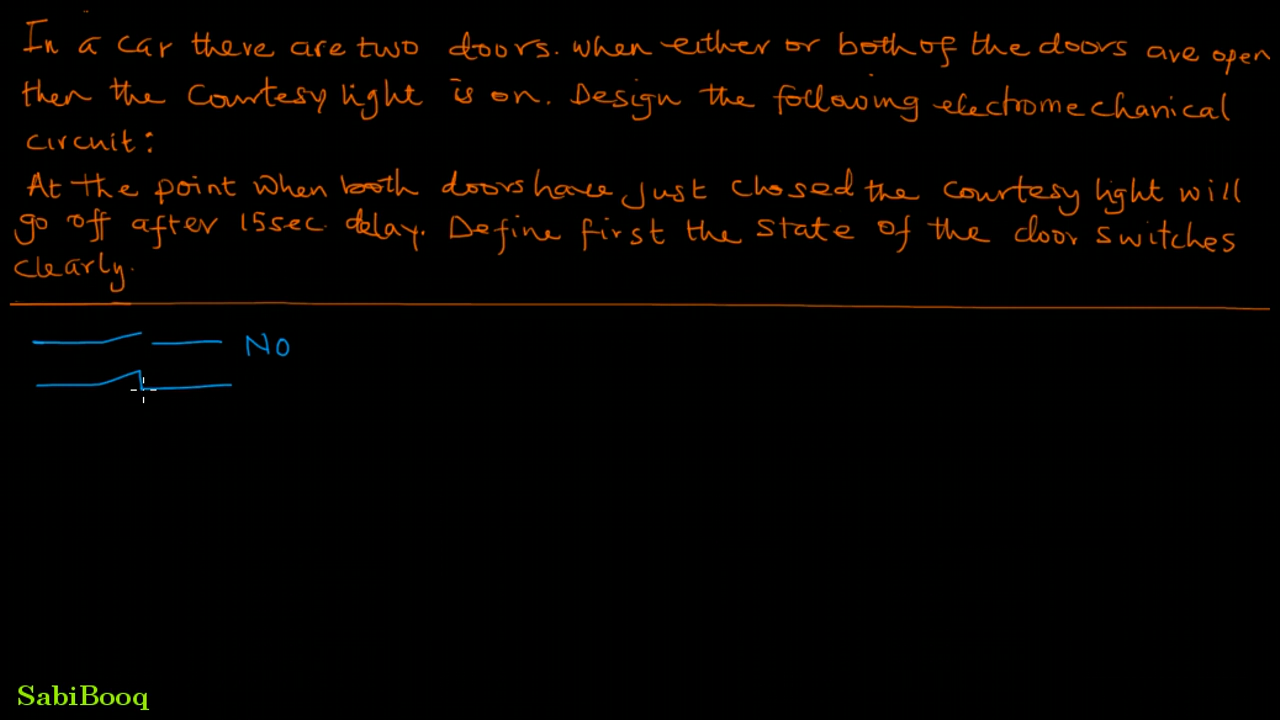 In a car there are two doors. when either or both of the doors are open
then the Courtesy light is on. Design the following electromechanical
circuit:
At the point when both doors have just closed the courtesy light will
go off after 15sec. delay. Define first the state of the door switches
clearly.
NO
SabiBooq